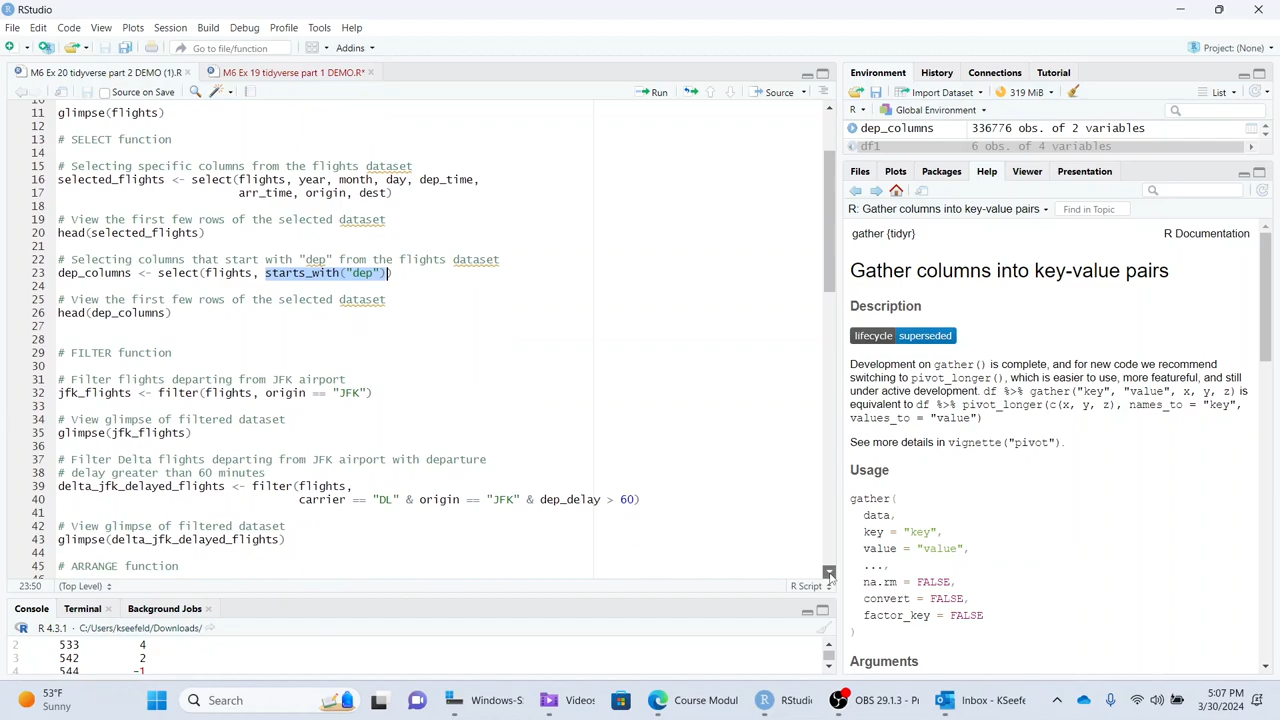 RStudio
File Edit Code View Plots Session Build Debug Profile Tools Help
Go to file/function Addins Project: (None)
M6 Ex 20 tidyverse part 2 DEMO (1).R M6 Ex 19 tidyverse part 1 DEMO.R*
Source on Save Run Source
11 glimpse(flights)
12
13 # SELECT function
14
15 # Selecting specific columns from the flights dataset
16 selected_flights <- select(flights, year, month, day, dep_time,
17 arr_time, origin, dest)
18
19 # View the first few rows of the selected dataset
20 head(selected_flights)
21
22 # Selecting columns that start with "dep" from the flights dataset
23 dep_columns <- select(flights, starts_with("dep"))
24
25 # View the first few rows of the selected dataset
26 head(dep_columns)
27
28
29 # FILTER function
30
31 # Filter flights departing from JFK airport
32 jfk_flights <- filter(flights, origin == "JFK")
33
34 # View glimpse of filtered dataset
35 glimpse(jfk_flights)
36
37 # Filter Delta flights departing from JFK airport with departure
38 # delay greater than 60 minutes
39 delta_jfk_delayed_flights <- filter(flights,
40 carrier == "DL" & origin == "JFK" & dep_delay > 60)
41
42 # View glimpse of filtered dataset
43 glimpse(delta_jfk_delayed_flights)
44
45 # ARRANGE function
23:50 (Top Level) R Script
Console Terminal Background Jobs
R 4.3.1 · C:/Users/kseefeld/Downloads/
2 533 4
3 542 2
4 544 -1
Environment History Connections Tutorial
Import Dataset 319 MiB List
R Global Environment
dep_columns 336776 obs. of 2 variables
df1 6 obs. of 4 variables
Files Plots Packages Help Viewer Presentation
R: Gather columns into key-value pairs Find in Topic
gather {tidyr} R Documentation
Gather columns into key-value pairs
Description
lifecycle superseded
Development on gather() is complete, and for new code we recommend
switching to pivot_longer(), which is easier to use, more featureful, and still
under active development. df %>% gather("key", "value", x, y, z) is
equivalent to df %>% pivot_longer(c(x, y, z), names_to = "key",
values_to = "value")
See more details in vignette("pivot").
Usage
gather(
data,
key = "key",
value = "value",
...,
na.rm = FALSE,
convert = FALSE,
factor_key = FALSE
)
Arguments
53°F
Sunny
Search
Windows-S
Videos
Course Modul
RStudi
OBS 29.1.3 - P
Inbox - KSeef
5:07 PM
3/30/2024